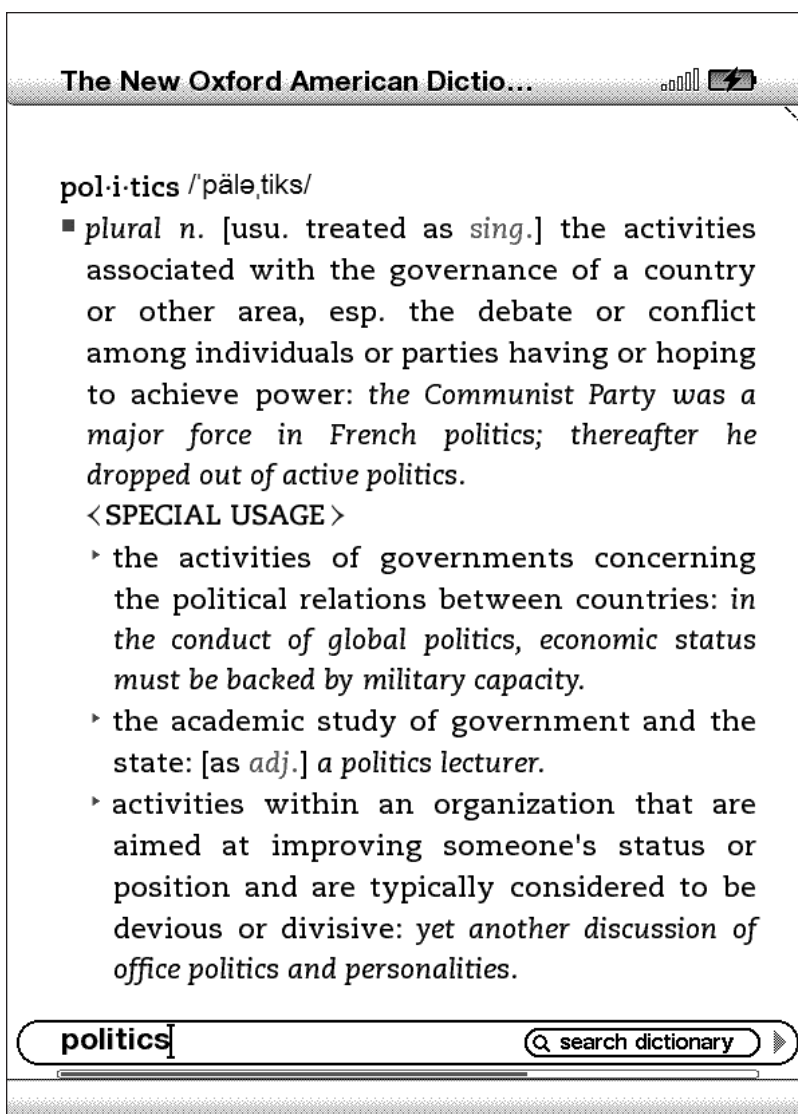 The New Oxford American Dictio...
pol·i·tics /ˈpäləˌtiks/
■ plural n. [usu. treated as sing.] the activities
associated with the governance of a country
or other area, esp. the debate or conflict
among individuals or parties having or hoping
to achieve power: the Communist Party was a
major force in French politics; thereafter he
dropped out of active politics.
<SPECIAL USAGE>
‣ the activities of governments concerning
the political relations between countries: in
the conduct of global politics, economic status
must be backed by military capacity.
‣ the academic study of government and the
state: [as adj.] a politics lecturer.
‣ activities within an organization that are
aimed at improving someone's status or
position and are typically considered to be
devious or divisive: yet another discussion of
office politics and personalities.
politics search dictionary